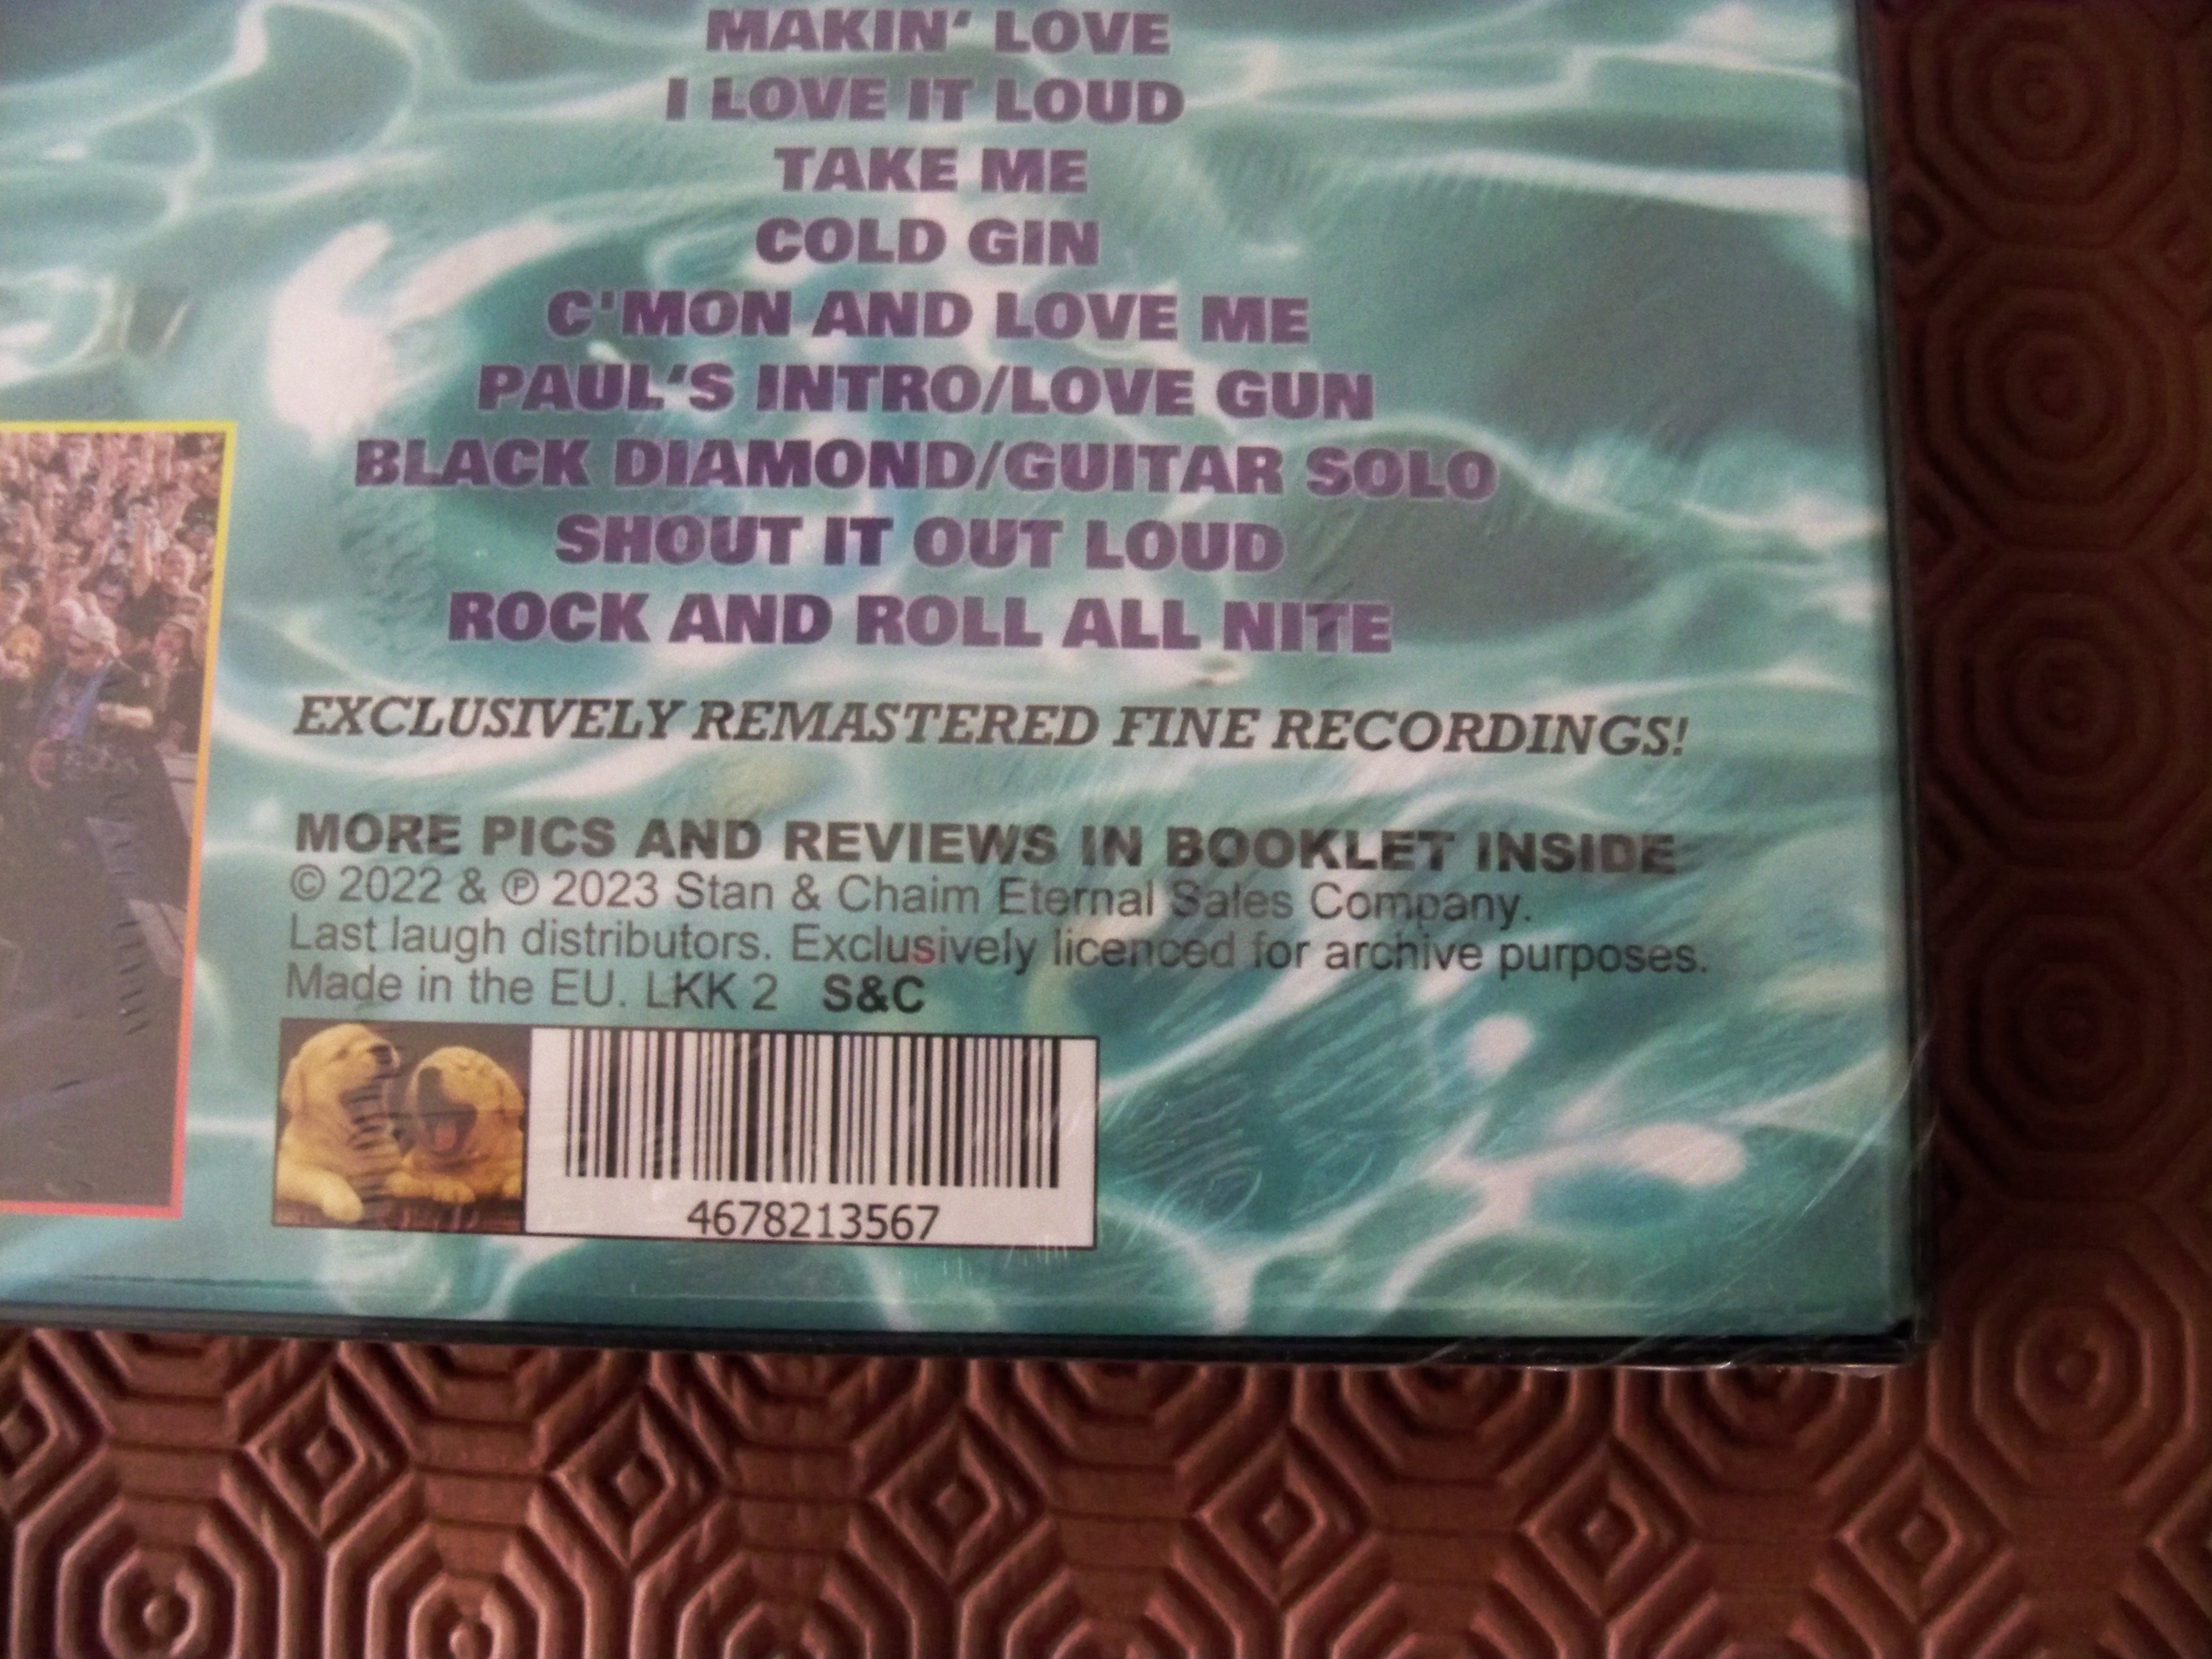 MAKIN' LOVE
I LOVE IT LOUD
TAKE ME
COLD GIN
C'MON AND LOVE ME
PAUL'S INTRO/LOVE GUN
BLACK DIAMOND/GUITAR SOLO
SHOUT IT OUT LOUD
ROCK AND ROLL ALL NITE
EXCLUSIVELY REMASTERED FINE RECORDINGS!
MORE PICS AND REVIEWS IN BOOKLET INSIDE
© 2022 & ℗ 2023 Stan & Chaim Eternal Sales Company.
Last laugh distributors. Exclusively licenced for archive purposes.
Made in the EU. LKK 2 S&C
4678213567